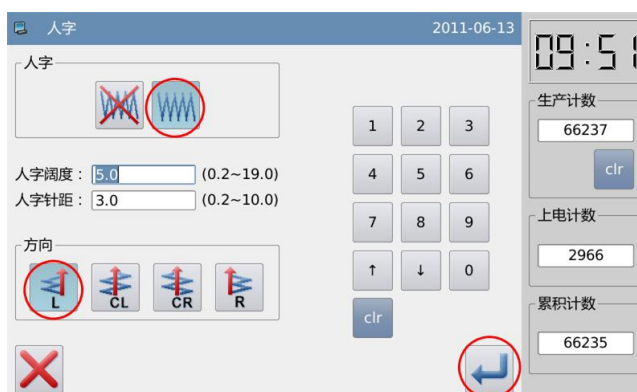 人字 2011-06-13
09:51
人字
人字阔度： 5.0 (0.2~19.0)
人字针距： 3.0 (0.2~10.0)
方向
L CL CR R
1 2 3
4 5 6
7 8 9
↑ ↓ 0
clr
生产计数
66237
clr
上电计数
2966
累积计数
66235